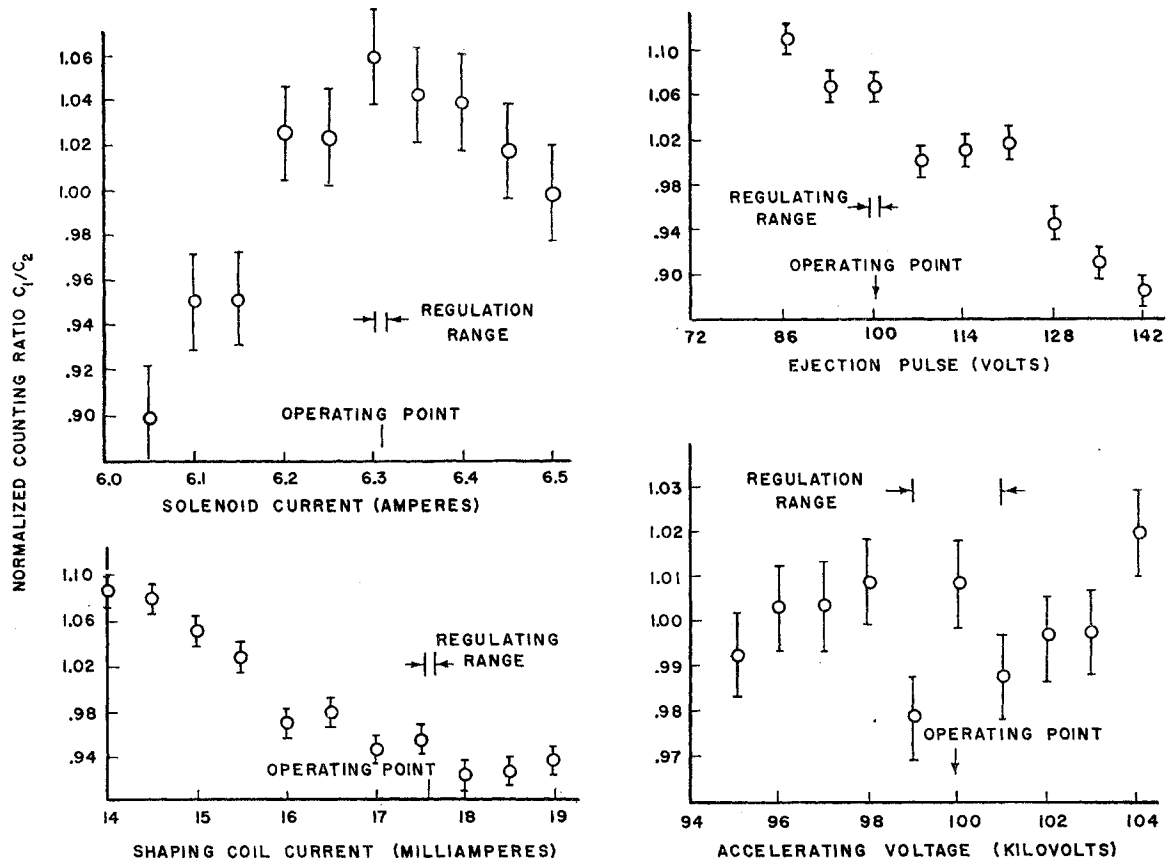 NORMALIZED COUNTING RATIO C₁/C₂
1.06
1.04
1.02
1.00
.98
.96
.94
.92
.90
REGULATION
RANGE
OPERATING POINT
6.0 6.1 6.2 6.3 6.4 6.5
SOLENOID CURRENT (AMPERES)
1.10
1.06
1.02
.98
.94
.90
REGULATING
RANGE
OPERATING POINT
72 86 100 114 128 142
EJECTION PULSE (VOLTS)
1.10
1.06
1.02
.98
.94
REGULATING
RANGE
OPERATING POINT
14 15 16 17 18 19
SHAPING COIL CURRENT (MILLIAMPERES)
1.03
1.02
1.01
1.00
.99
.98
.97
REGULATION
RANGE
OPERATING POINT
94 96 98 100 102 104
ACCELERATING VOLTAGE (KILOVOLTS)